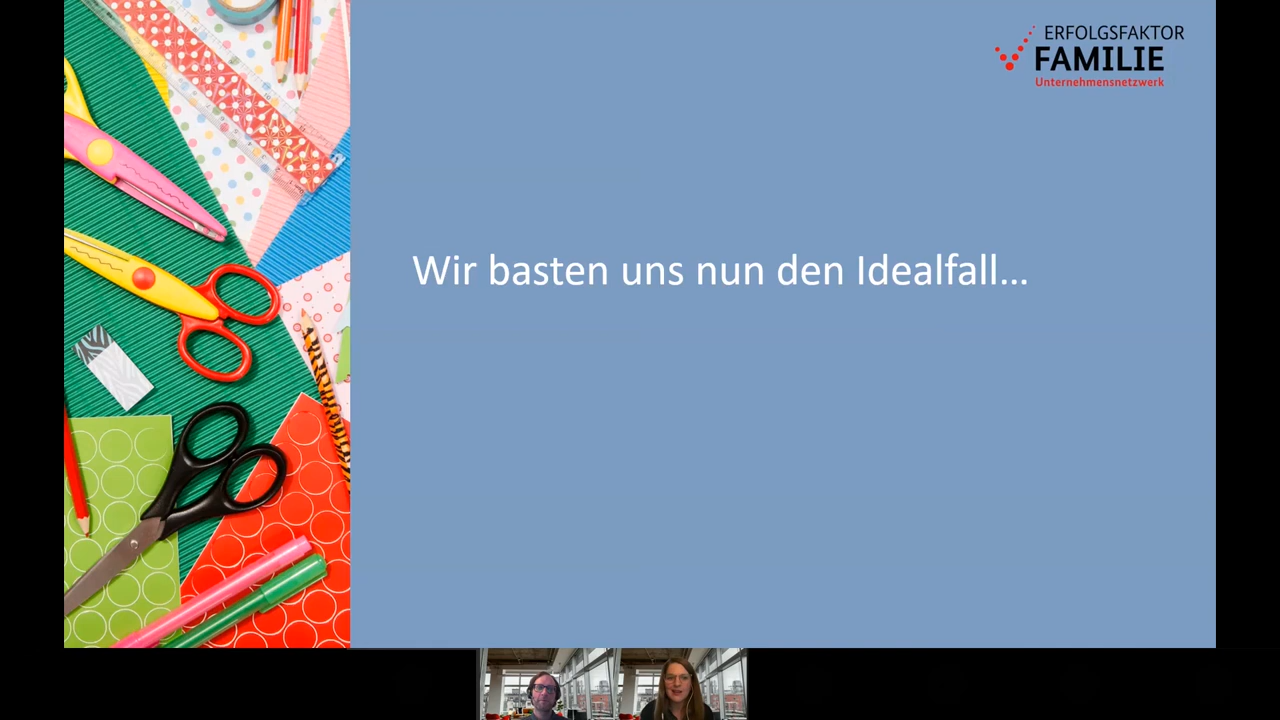 ERFOLGSFAKTOR
FAMILIE
Unternehmensnetzwerk
Wir basten uns nun den Idealfall...